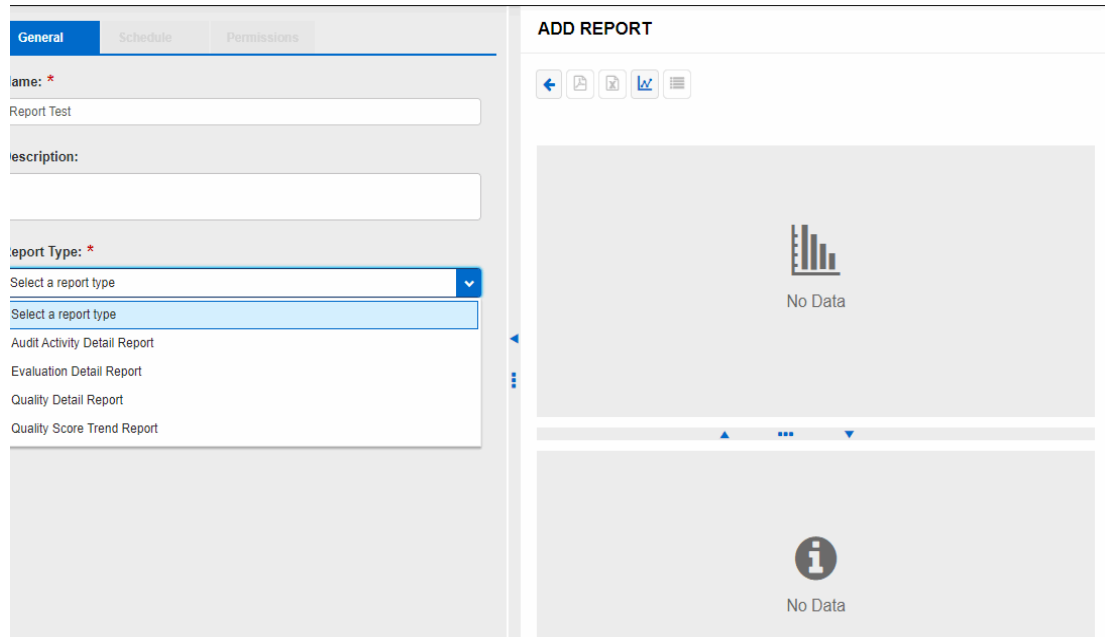 General Schedule Permissions
ame: *
Report Test
escription:
eport Type: *
Select a report type
Select a report type
Audit Activity Detail Report
Evaluation Detail Report
Quality Detail Report
Quality Score Trend Report
ADD REPORT
No Data
No Data